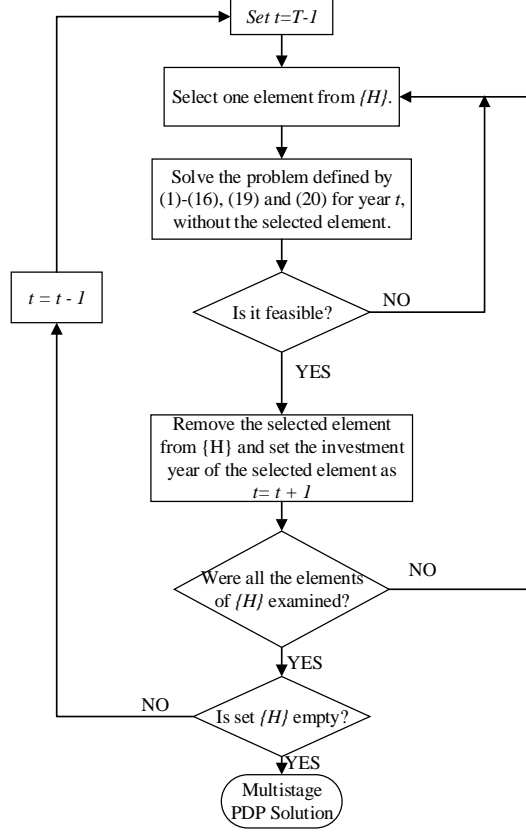 Set t=T-1
Select one element from {H}.
Solve the problem defined by
(1)-(16), (19) and (20) for year t,
without the selected element.
t = t - 1
Is it feasible?
NO
YES
Remove the selected element
from {H} and set the investment
year of the selected element as
t= t + 1
Were all the elements
of {H} examined?
NO
YES
Is set {H} empty?
NO
YES
Multistage
PDP Solution